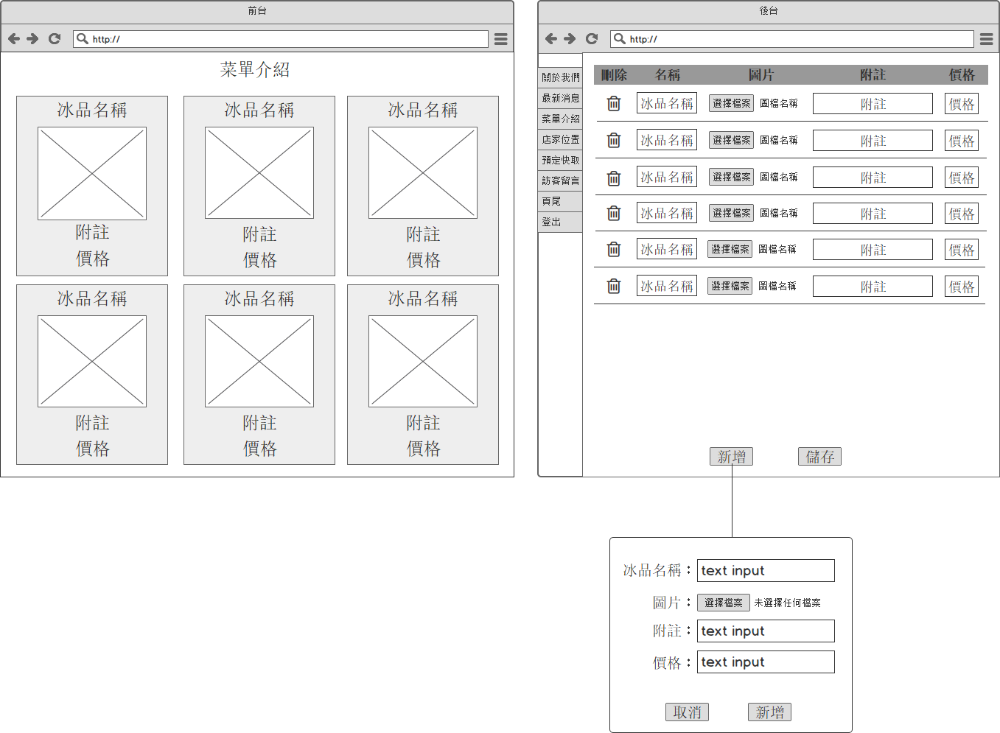 前台
http://
菜單介紹
冰品名稱 冰品名稱 冰品名稱
附註 附註 附註
價格 價格 價格
冰品名稱 冰品名稱 冰品名稱
附註 附註 附註
價格 價格 價格
後台
http://
關於我們
最新消息
菜單介紹
店家位置
預定快取
訪客留言
頁尾
登出
刪除 名稱 圖片 附註 價格
冰品名稱 選擇檔案 圖檔名稱 附註 價格
冰品名稱 選擇檔案 圖檔名稱 附註 價格
冰品名稱 選擇檔案 圖檔名稱 附註 價格
冰品名稱 選擇檔案 圖檔名稱 附註 價格
冰品名稱 選擇檔案 圖檔名稱 附註 價格
冰品名稱 選擇檔案 圖檔名稱 附註 價格
新增 儲存
冰品名稱： text input
圖片： 選擇檔案 未選擇任何檔案
附註： text input
價格： text input
取消 新增